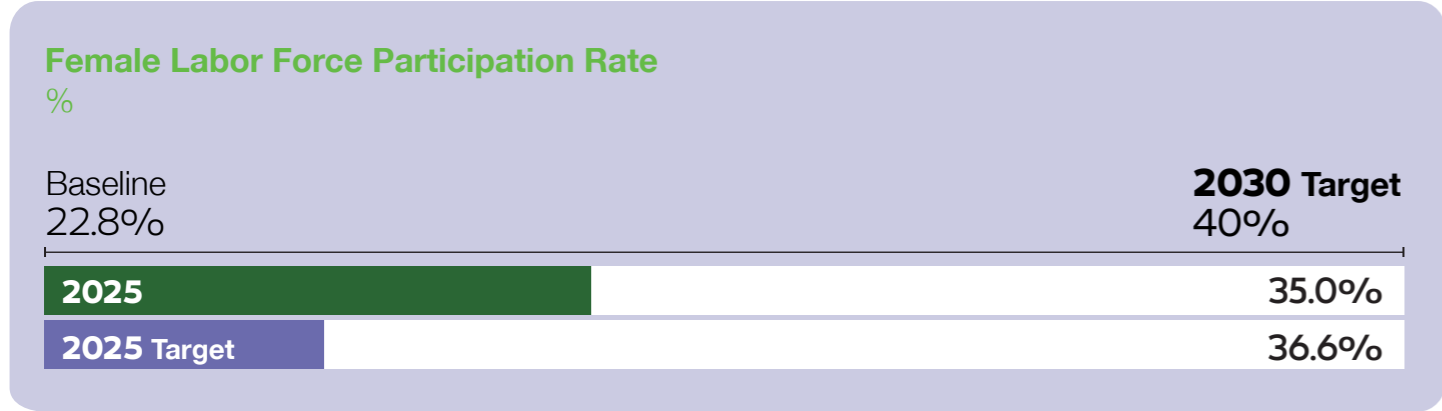 Female Labor Force Participation Rate
%
Baseline
22.8%
2030 Target
40%
2025
35.0%
2025 Target
36.6%